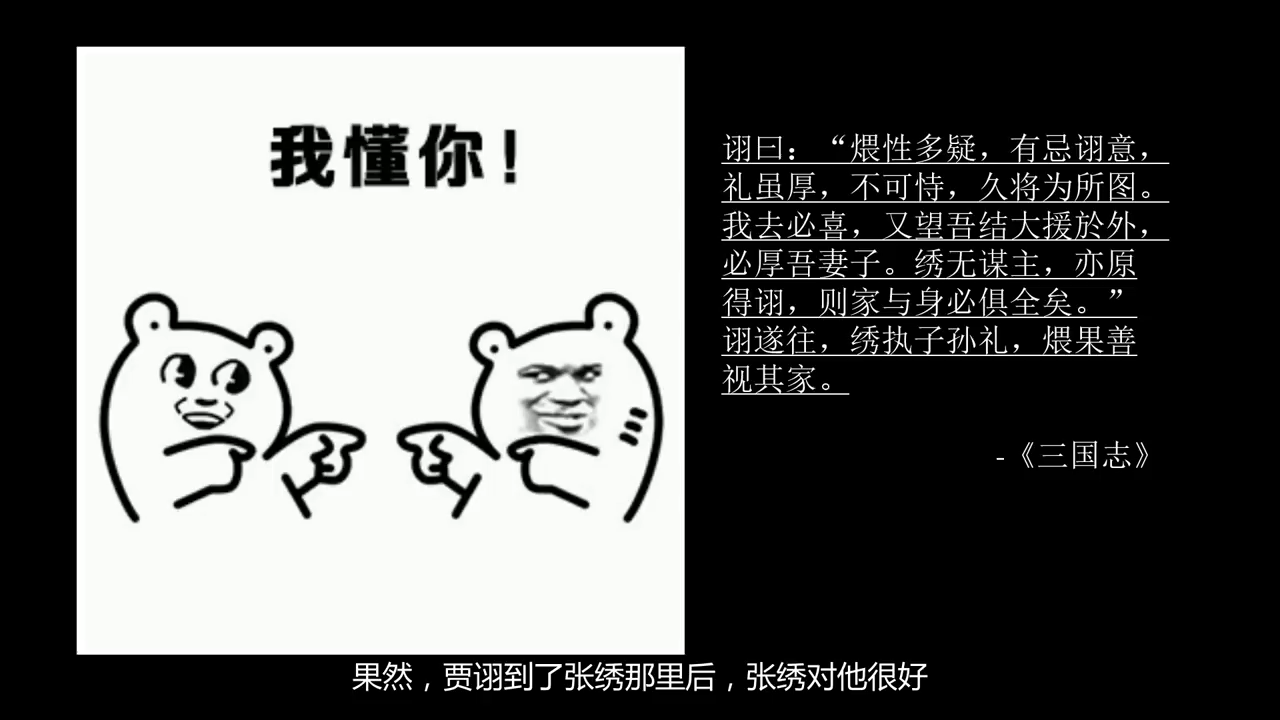 我懂你！
诩曰：“煨性多疑，有忌诩意，
礼虽厚，不可恃，久将为所图。
我去必喜，又望吾结大援於外，
必厚吾妻子。绣无谋主，亦原
得诩，则家与身必俱全矣。”
诩遂往，绣执子孙礼，煨果善
视其家。
-《三国志》
果然，贾诩到了张绣那里后，张绣对他很好